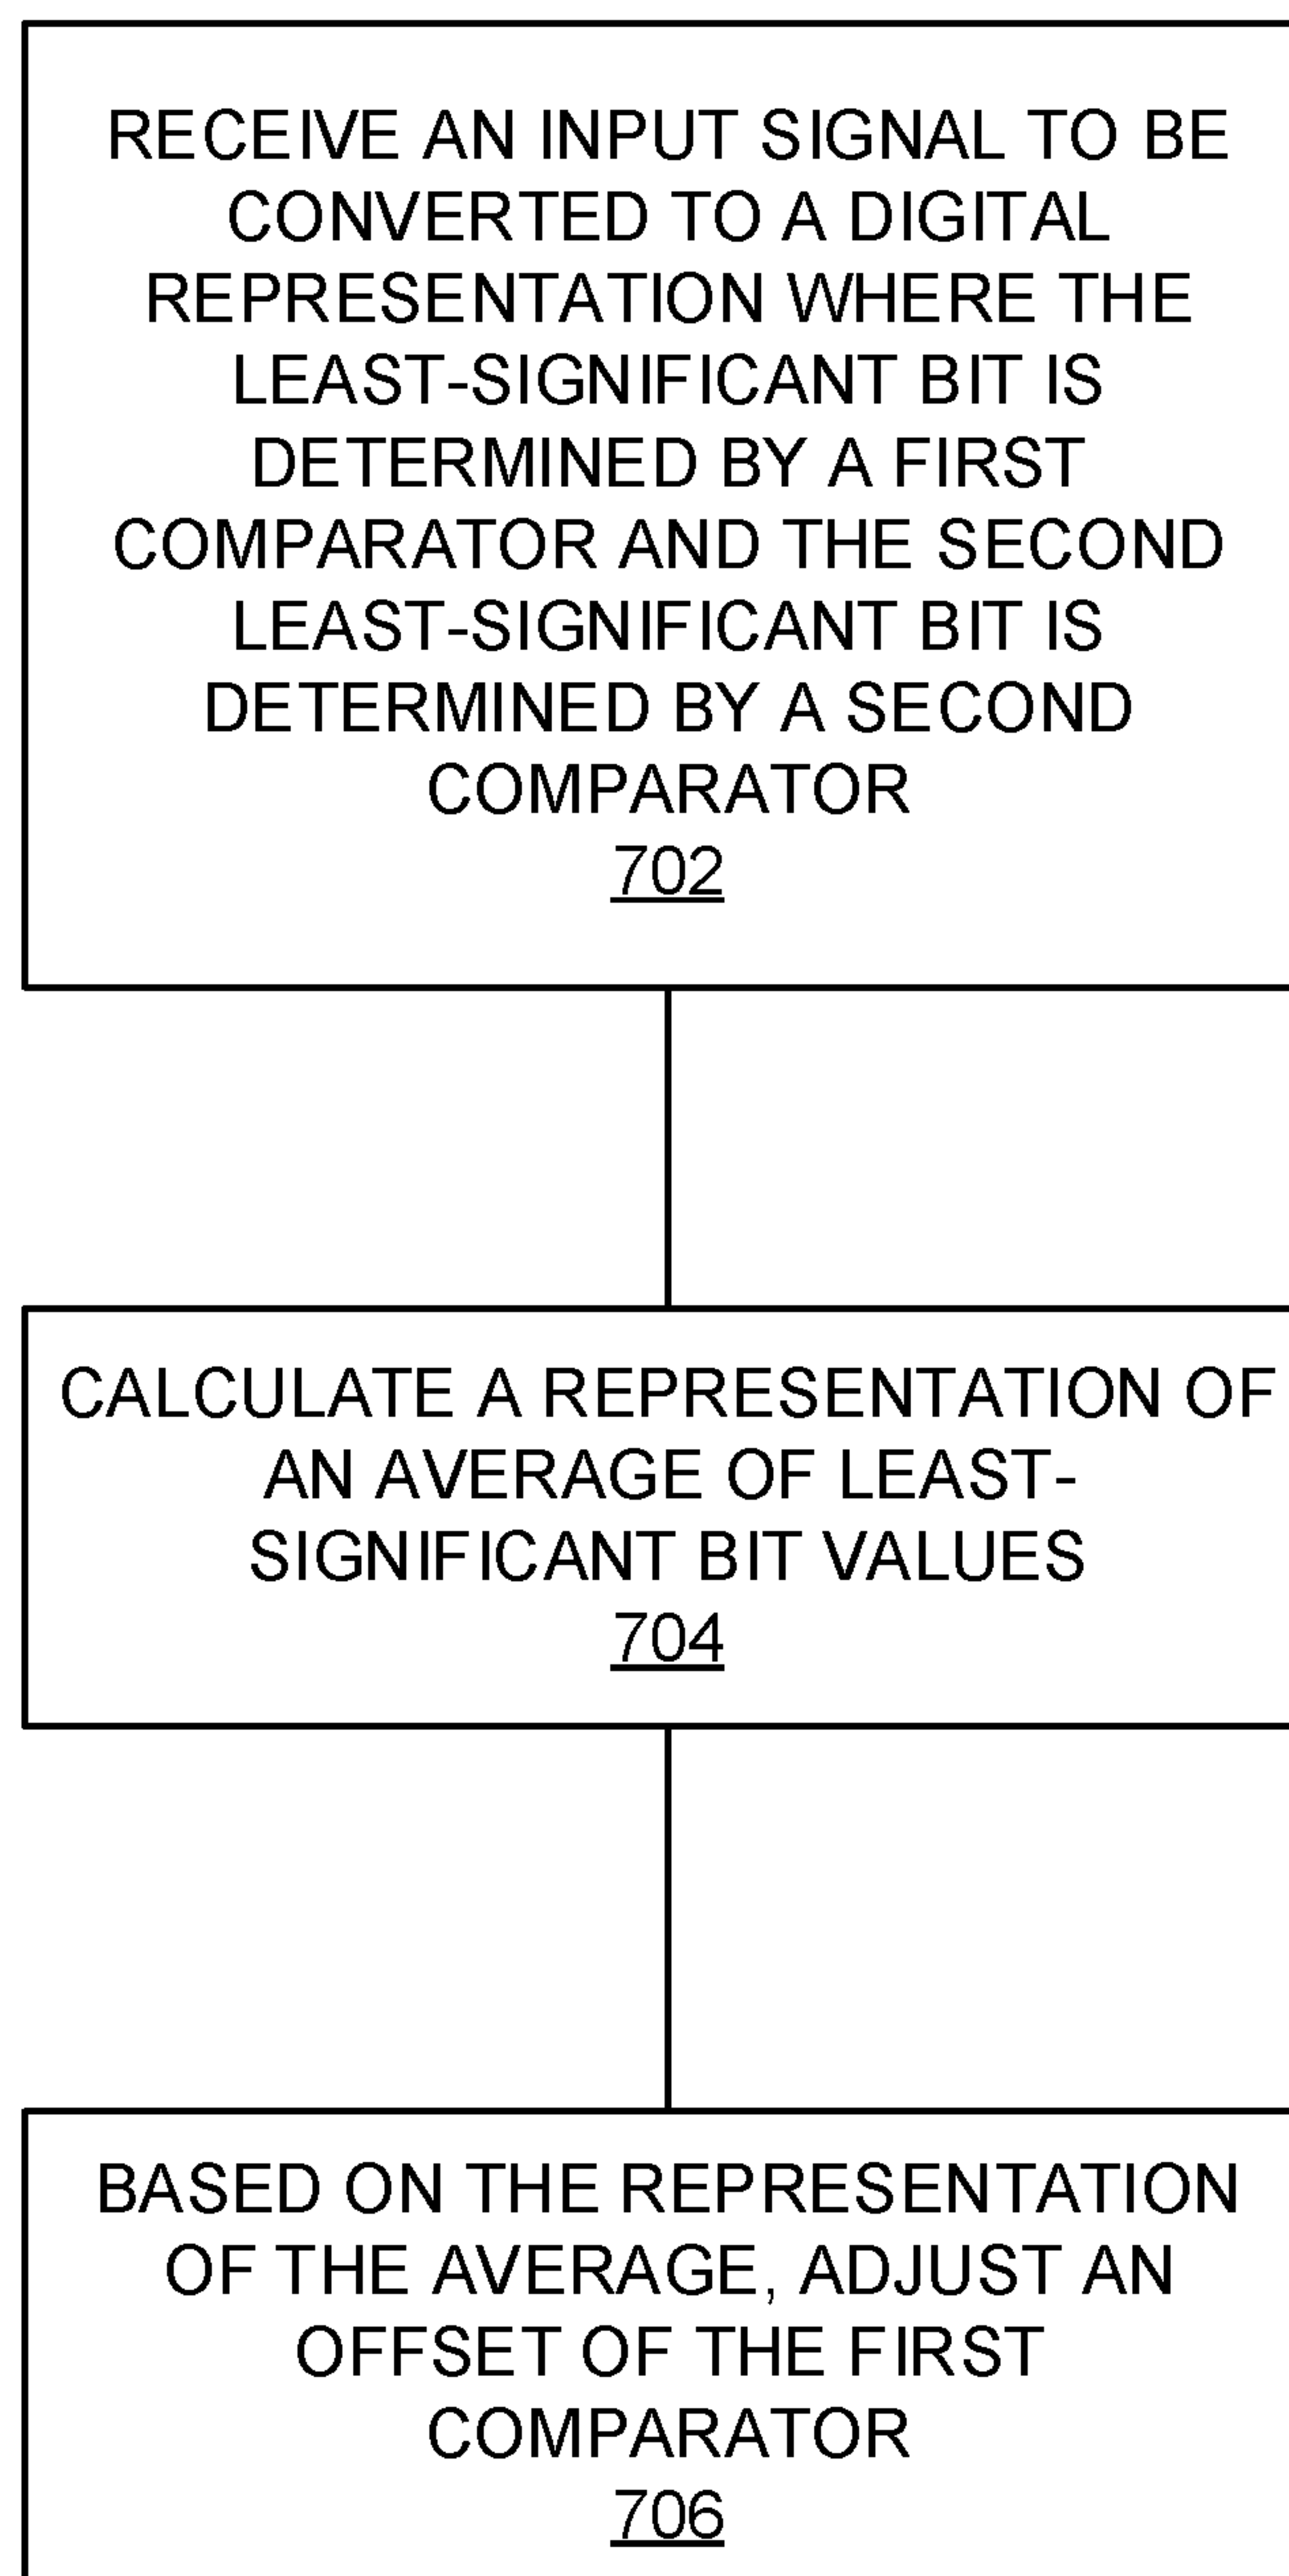 RECEIVE AN INPUT SIGNAL TO BE
CONVERTED TO A DIGITAL
REPRESENTATION WHERE THE
LEAST-SIGNIFICANT BIT IS
DETERMINED BY A FIRST
COMPARATOR AND THE SECOND
LEAST-SIGNIFICANT BIT IS
DETERMINED BY A SECOND
COMPARATOR
702
CALCULATE A REPRESENTATION OF
AN AVERAGE OF LEAST-
SIGNIFICANT BIT VALUES
704
BASED ON THE REPRESENTATION
OF THE AVERAGE, ADJUST AN
OFFSET OF THE FIRST
COMPARATOR
706